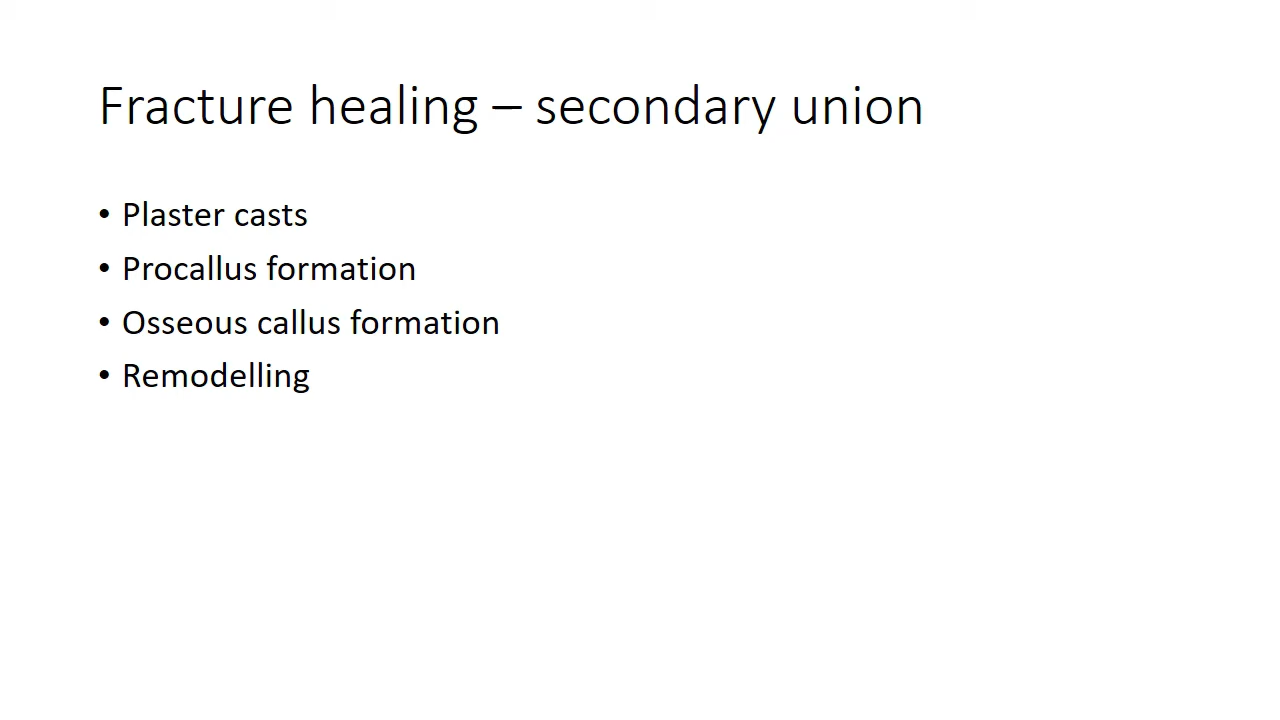 Fracture healing – secondary union
• Plaster casts
• Procallus formation
• Osseous callus formation
• Remodelling